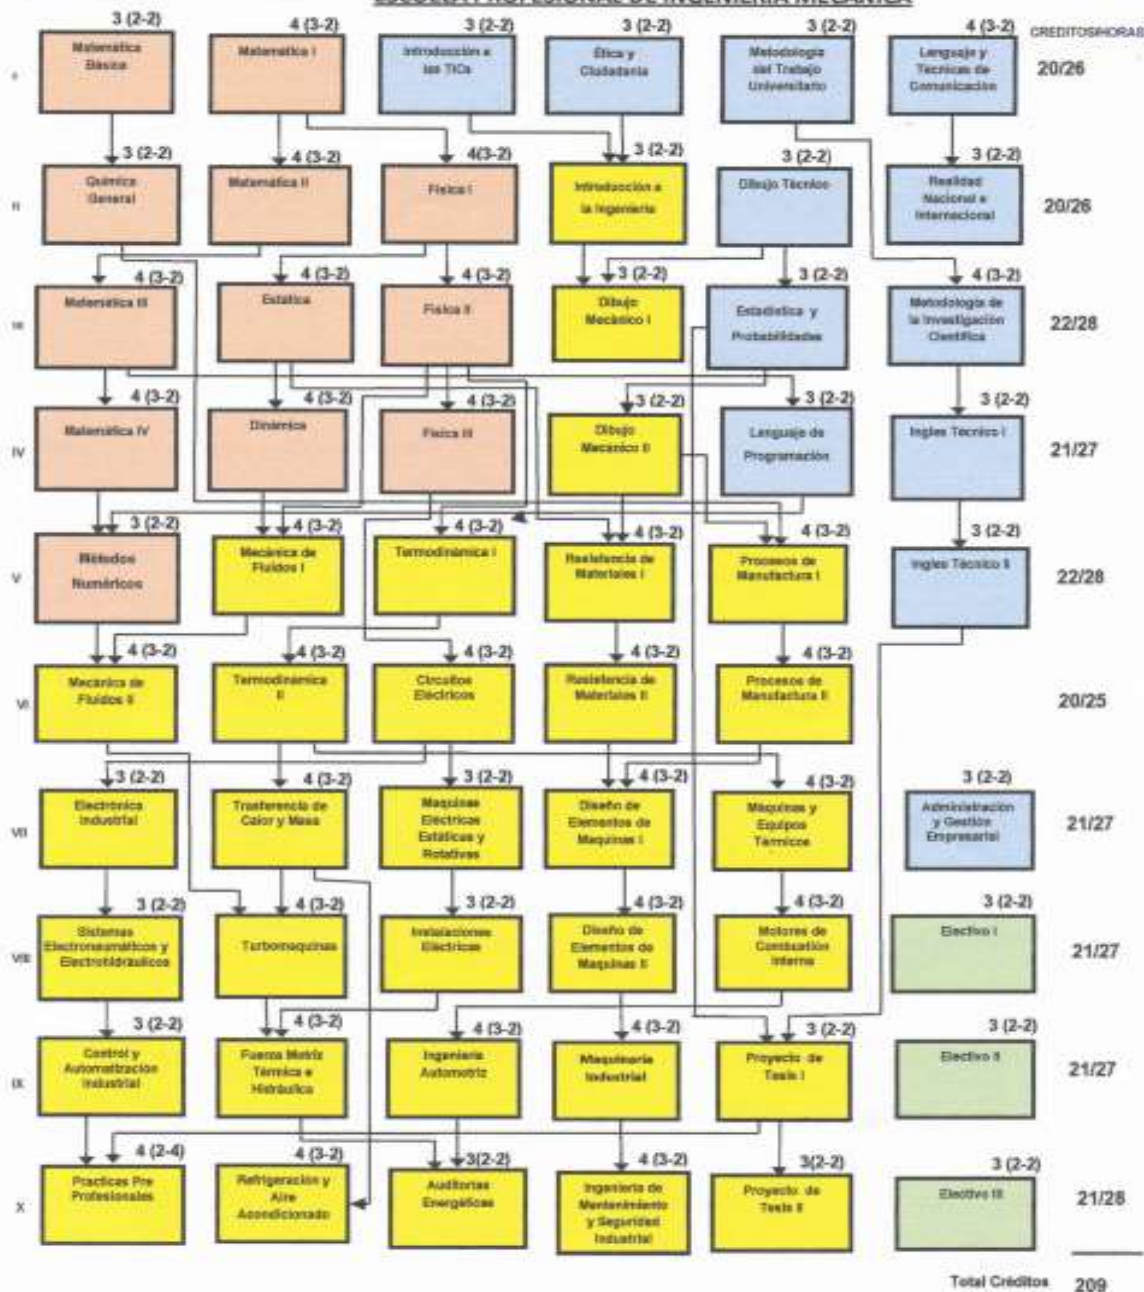 ESCUELA PROFESIONAL DE INGENIERIA MECANICA
CREDITOS/HORAS
3 (2-2) 4 (3-2) 3 (2-2) 3 (2-2) 3 (2-2) 4 (3-2)
I
Matemática
Básica
Matemática I
Introducción a
las TICs
Ética y
Ciudadanía
Metodología
del Trabajo
Universitario
Lenguaje y
Técnicas de
Comunicación
20/26
3 (2-2) 4 (3-2) 4(3-2) 3 (2-2) 3 (2-2) 3 (2-2)
II
Química
General
Matemática II
Física I
Introducción a
la Ingeniería
Dibujo Técnico
Realidad
Nacional e
Internacional
20/26
4 (3-2) 4 (3-2) 4 (3-2) 3 (2-2) 3 (2-2) 4 (3-2)
III
Matemática III
Estática
Física II
Dibujo
Mecánico I
Estadística y
Probabilidades
Metodología de
la Investigación
Científica
22/28
4 (3-2) 4 (3-2) 4 (3-2) 3 (2-2) 3 (2-2) 3 (2-2)
IV
Matemática IV
Dinámica
Física III
Dibujo
Mecánico II
Lenguaje de
Programación
Ingles Técnico I
21/27
3 (2-2) 4 (3-2) 4 (3-2) 4 (3-2) 4 (3-2) 3 (2-2)
V
Métodos
Numéricos
Mecánica de
Fluidos I
Termodinámica I
Resistencia de
Materiales I
Procesos de
Manufactura I
Ingles Técnico II
22/28
4 (3-2) 4 (3-2) 4 (3-2) 4 (3-2) 4 (3-2)
VI
Mecánica de
Fluidos II
Termodinámica
II
Circuitos
Eléctricos
Resistencia de
Materiales II
Procesos de
Manufactura II
20/25
3 (2-2) 4 (3-2) 3 (2-2) 4 (3-2) 4 (3-2) 3 (2-2)
VII
Electrónica
Industrial
Trasferencia de
Calor y Masa
Maquinas
Eléctricas
Estáticas y
Rotativas
Diseño de
Elementos de
Maquinas I
Máquinas y
Equipos
Térmicos
Administración
y Gestión
Empresarial
21/27
3 (2-2) 4 (3-2) 3 (2-2) 4 (3-2) 4 (3-2) 3 (2-2)
VIII
Sistemas
Electroneumáticos y
Electrohidráulicos
Turbomaquinas
Instalaciones
Eléctricas
Diseño de
Elementos de
Maquinas II
Motores de
Combustión
Interna
Electivo I
21/27
3 (2-2) 4 (3-2) 4 (3-2) 4 (3-2) 3 (2-2) 3 (2-2)
IX
Control y
Automatización
Industrial
Fuerza Motriz
Térmica e
Hidráulica
Ingeniería
Automotriz
Maquinaria
Industrial
Proyecto de
Tesis I
Electivo II
21/27
4 (2-4) 4 (3-2) 3(2-2) 4 (3-2) 3(2-2) 3 (2-2)
X
Practicas Pre
Profesionales
Refrigeración y
Aire
Acondicionado
Auditorias
Energéticas
Ingeniería de
Mantenimiento
y Seguridad
Industrial
Proyecto de
Tesis II
Electivo III
21/28
Total Créditos 209